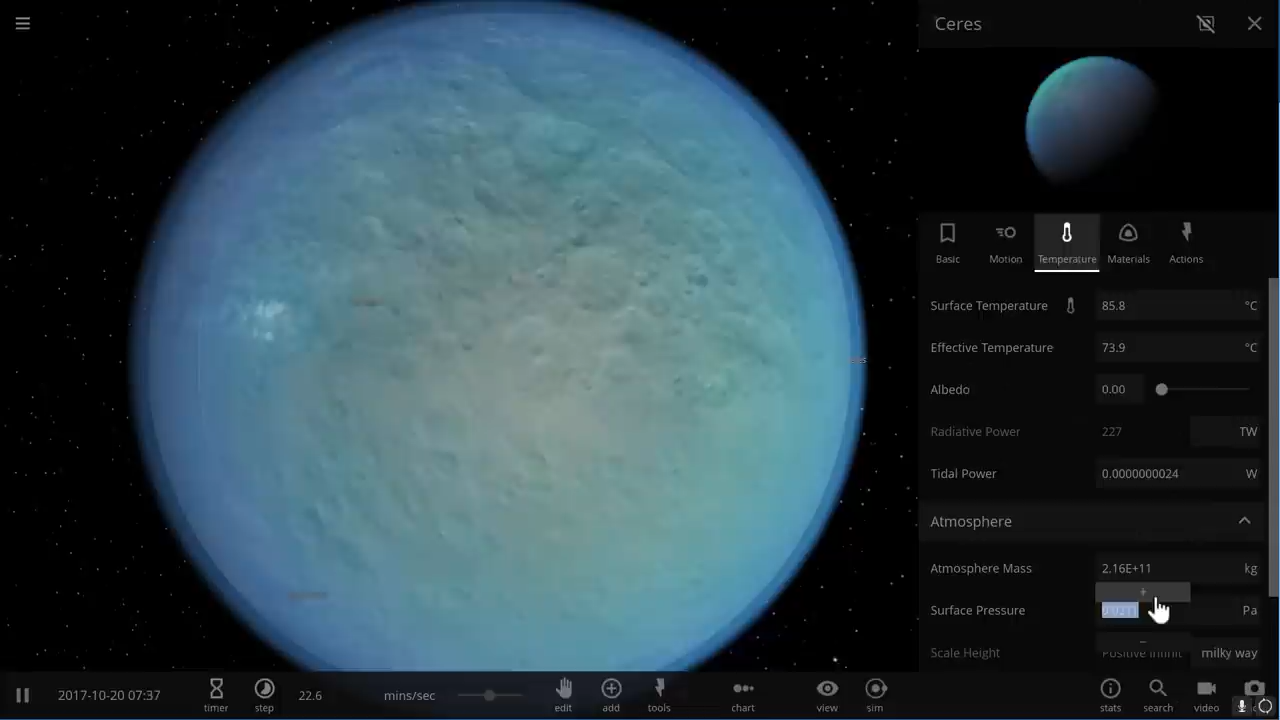 Ceres
Basic
Motion
Temperature
Materials
Actions
Surface Temperature 85.8 °C
Effective Temperature 73.9 °C
Albedo 0.00
Radiative Power 227 TW
Tidal Power 0.0000000024 W
Atmosphere
Atmosphere Mass 2.16E+11 kg
Surface Pressure Pa
Scale Height Positive Infinit milky way
2017-10-20 07:37
timer
step
22.6 mins/sec
edit
add
tools
chart
view
sim
stats
search
video